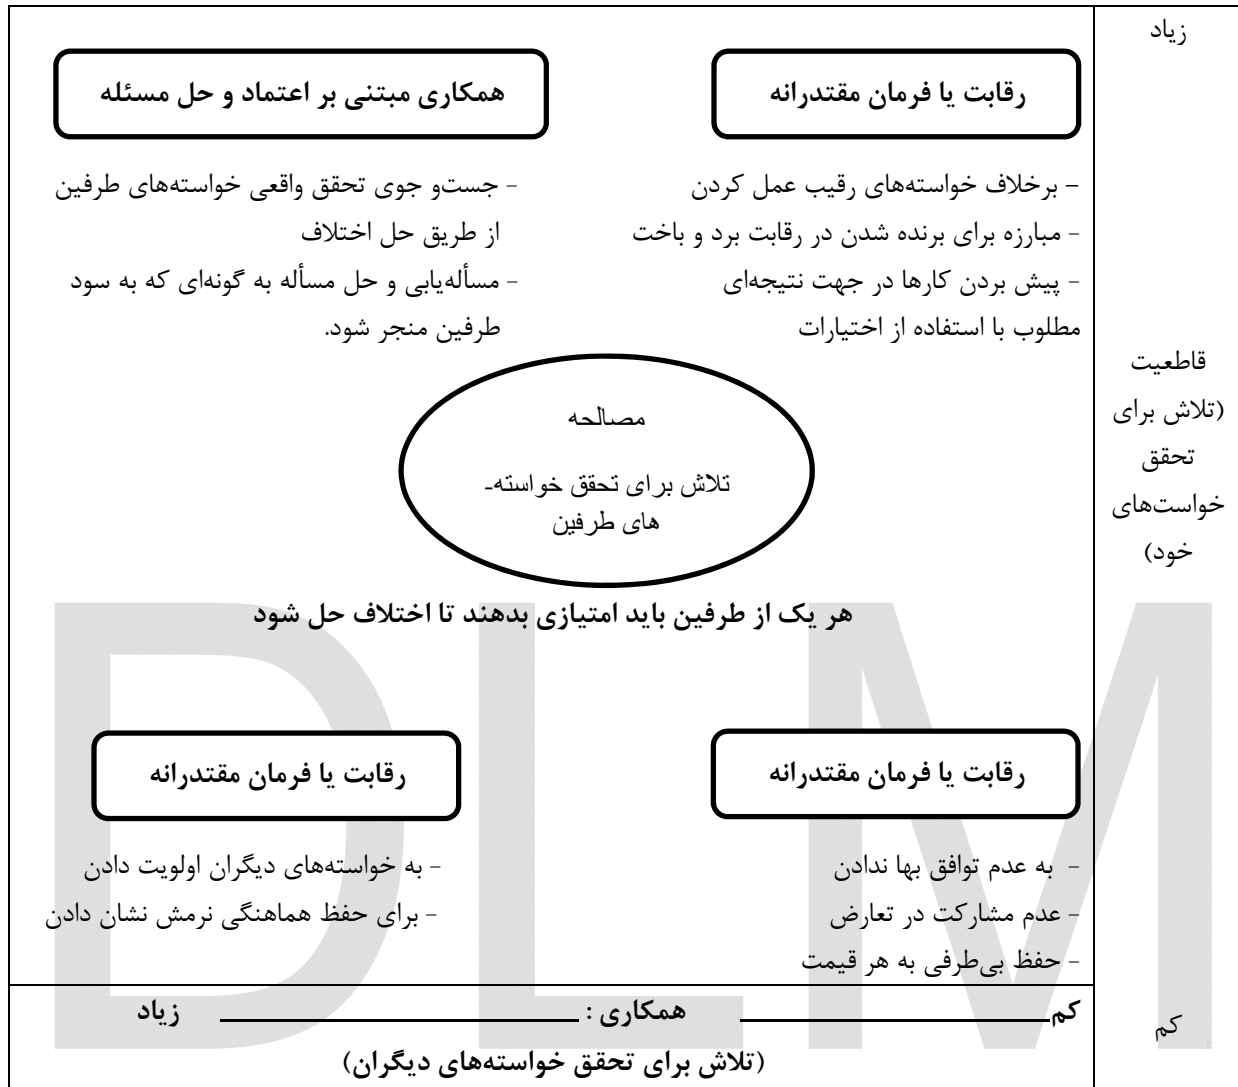 زیاد
قاطعیت
(تلاش برای
تحقق
خواست‌های
خود)
کم
رقابت یا فرمان مقتدرانه
– برخلاف خواسته‌های رقیب عمل کردن
- مبارزه برای برنده شدن در رقابت برد و باخت
- پیش بردن کارها در جهت نتیجه‌ای
مطلوب با استفاده از اختیارات
همکاری مبتنی بر اعتماد و حل مسئله
- جست‌و جوی تحقق واقعی خواسته‌های طرفین
از طریق حل اختلاف
- مسأله‌یابی و حل مسأله به گونه‌ای که به سود
طرفین منجر شود.
مصالحه
تلاش برای تحقق خواسته-
های طرفین
هر یک از طرفین باید امتیازی بدهند تا اختلاف حل شود
رقابت یا فرمان مقتدرانه
- به عدم توافق بها ندادن
- عدم مشارکت در تعارض
- حفظ بی‌طرفی به هر قیمت
رقابت یا فرمان مقتدرانه
- به خواسته‌های دیگران اولویت دادن
- برای حفظ هماهنگی نرمش نشان دادن
کم ــــــــــ همکاری : ــــــــــ زیاد
(تلاش برای تحقق خواسته‌های دیگران)
DLM